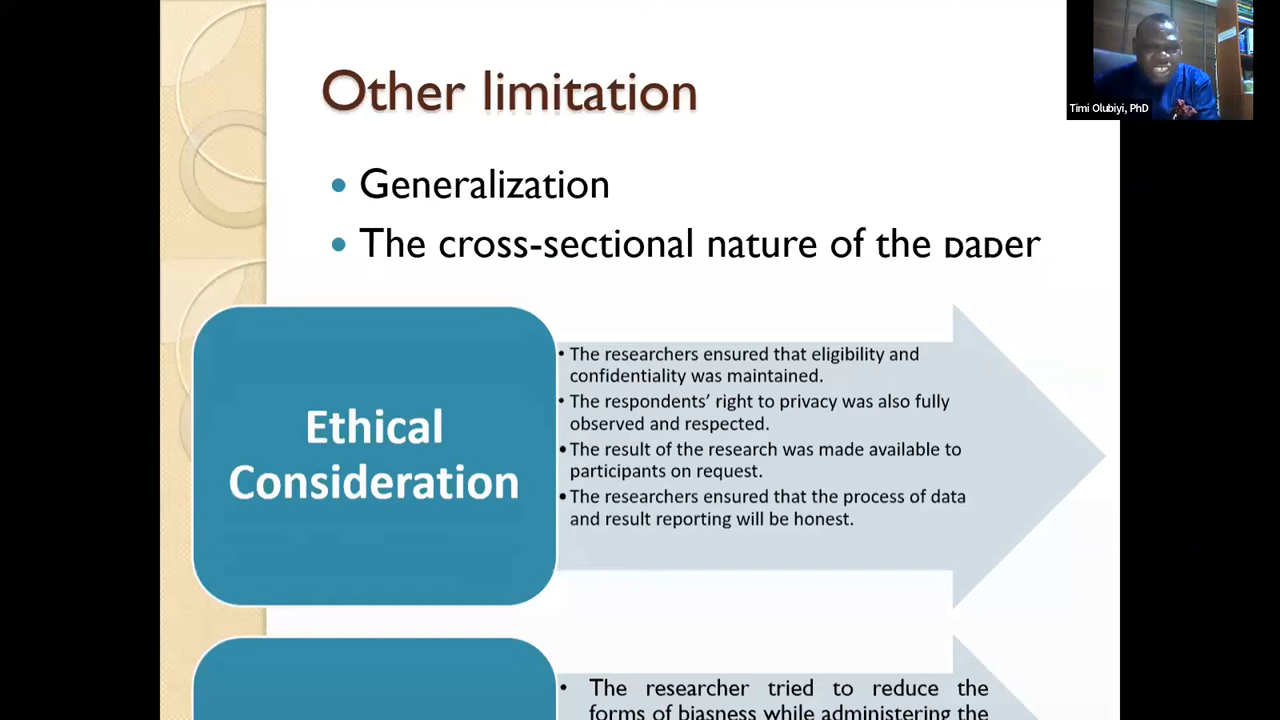 Other limitation
Timi Olubiyi, PhD
• Generalization
• The cross-sectional nature of the paper
Ethical
Consideration
• The researchers ensured that eligibility and
confidentiality was maintained.
• The respondents’ right to privacy was also fully
observed and respected.
• The result of the research was made available to
participants on request.
• The researchers ensured that the process of data
and result reporting will be honest.
• The researcher tried to reduce the
forms of biasness while administering the